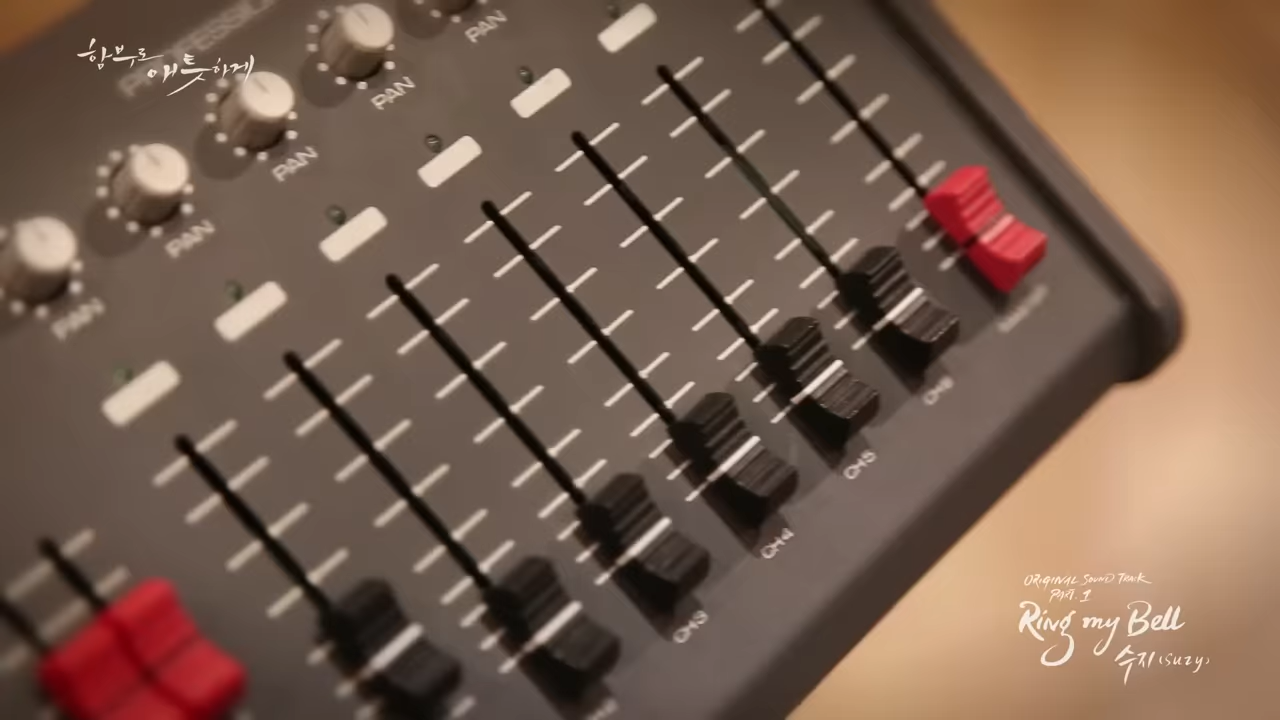 함부로
애틋하게
PAN
PAN
PAN
PAN
PAN
CH6
CH5
CH4
CH3
ORIGINAL SOUND TRACK
PART.1
Ring my Bell
수지(suzy)